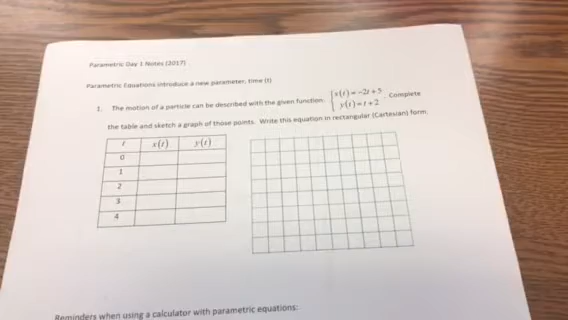 Parametric Day 1 Notes (2017)
Parametric Equations introduce a new parameter, time (t)
1. The motion of a particle can be described with the given function: { x(t) = -2t + 5
y(t) = t + 2 . Complete
the table and sketch a graph of those points. Write this equation in rectangular (Cartesian) form.
t x(t) y(t)
0
1
2
3
4
Reminders when using a calculator with parametric equations: